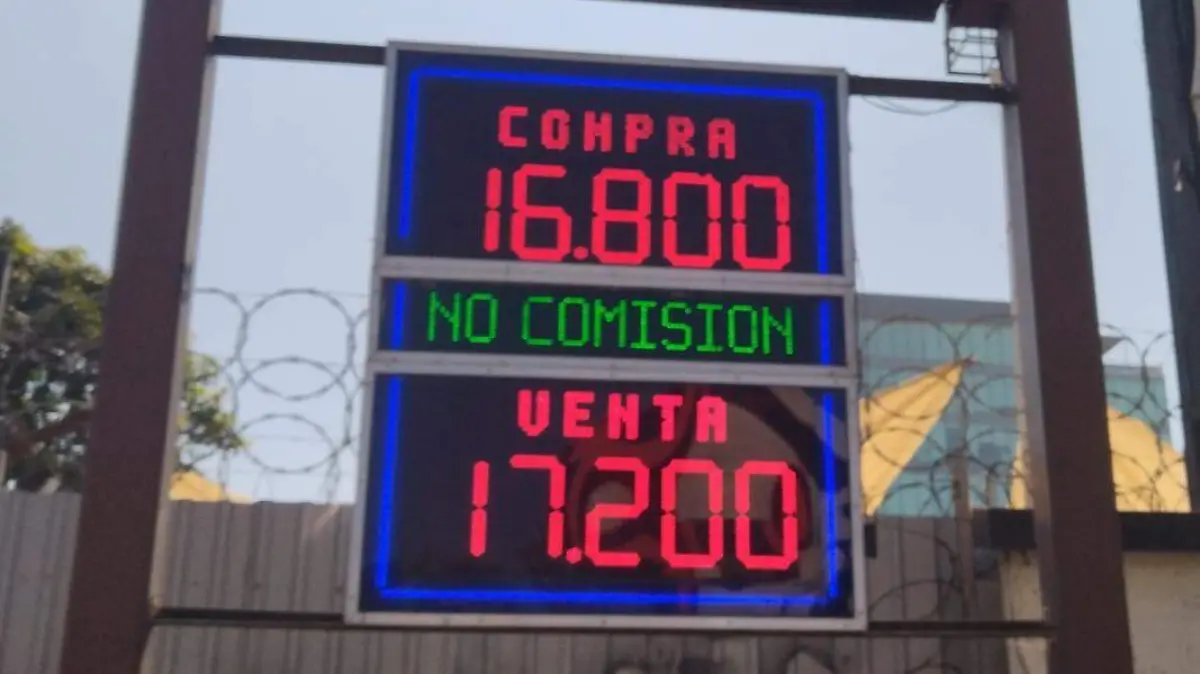 COMPRA
16.800
NO COMISION
VENTA
17.200